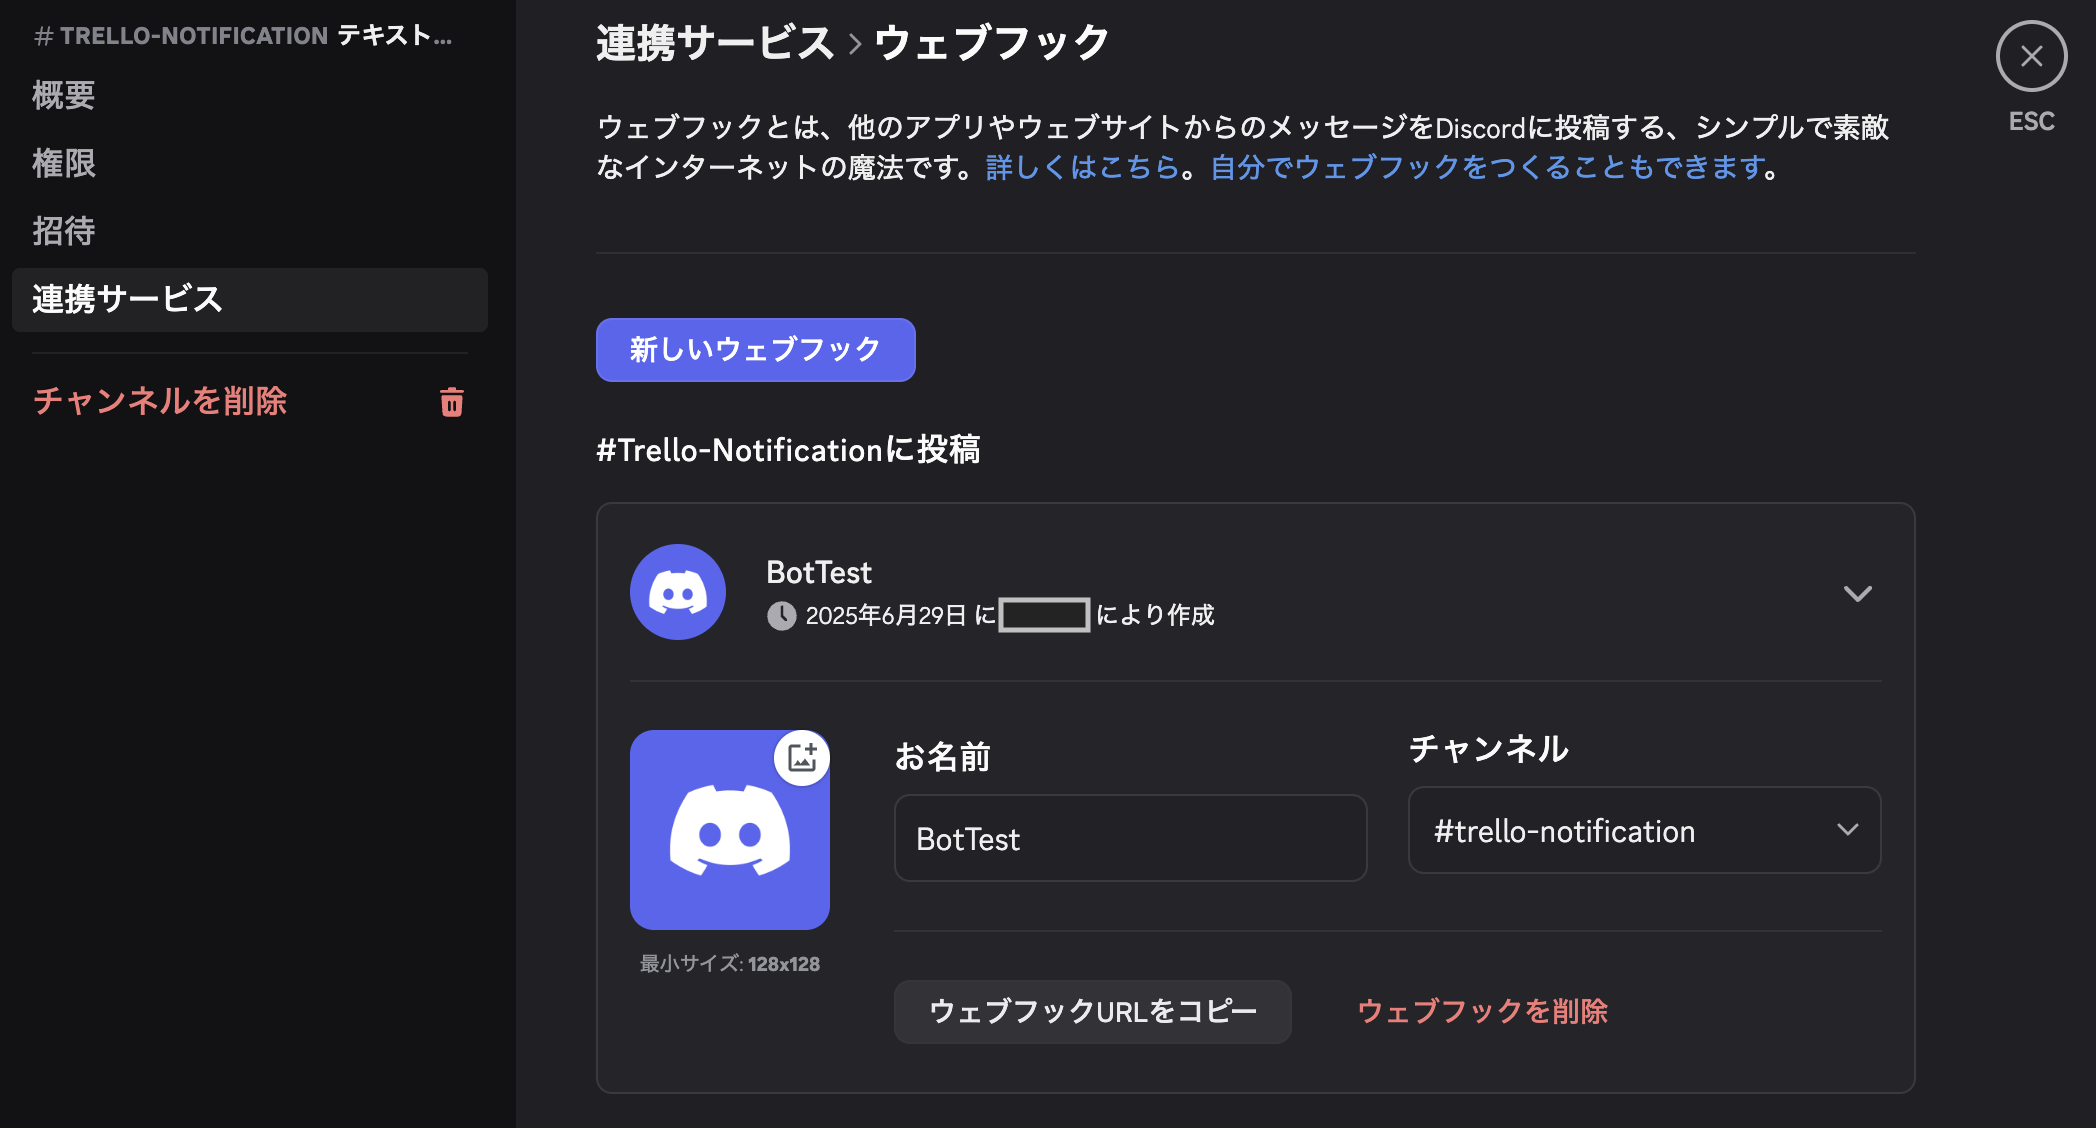 # TRELLO-NOTIFICATION テキスト...
概要
権限
招待
連携サービス
チャンネルを削除
連携サービス > ウェブフック
ESC
ウェブフックとは、他のアプリやウェブサイトからのメッセージをDiscordに投稿する、シンプルで素敵
なインターネットの魔法です。詳しくはこちら。自分でウェブフックをつくることもできます。
新しいウェブフック
#Trello-Notificationに投稿
BotTest
2025年6月29日 に により作成
お名前
チャンネル
BotTest
#trello-notification
最小サイズ: 128x128
ウェブフックURLをコピー
ウェブフックを削除